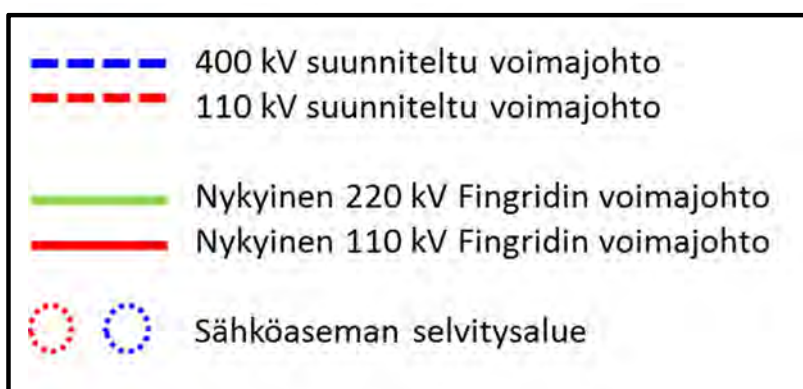 400 kV suunniteltu voimajohto
110 kV suunniteltu voimajohto
Nykyinen 220 kV Fingridin voimajohto
Nykyinen 110 kV Fingridin voimajohto
Sähköaseman selvitysalue